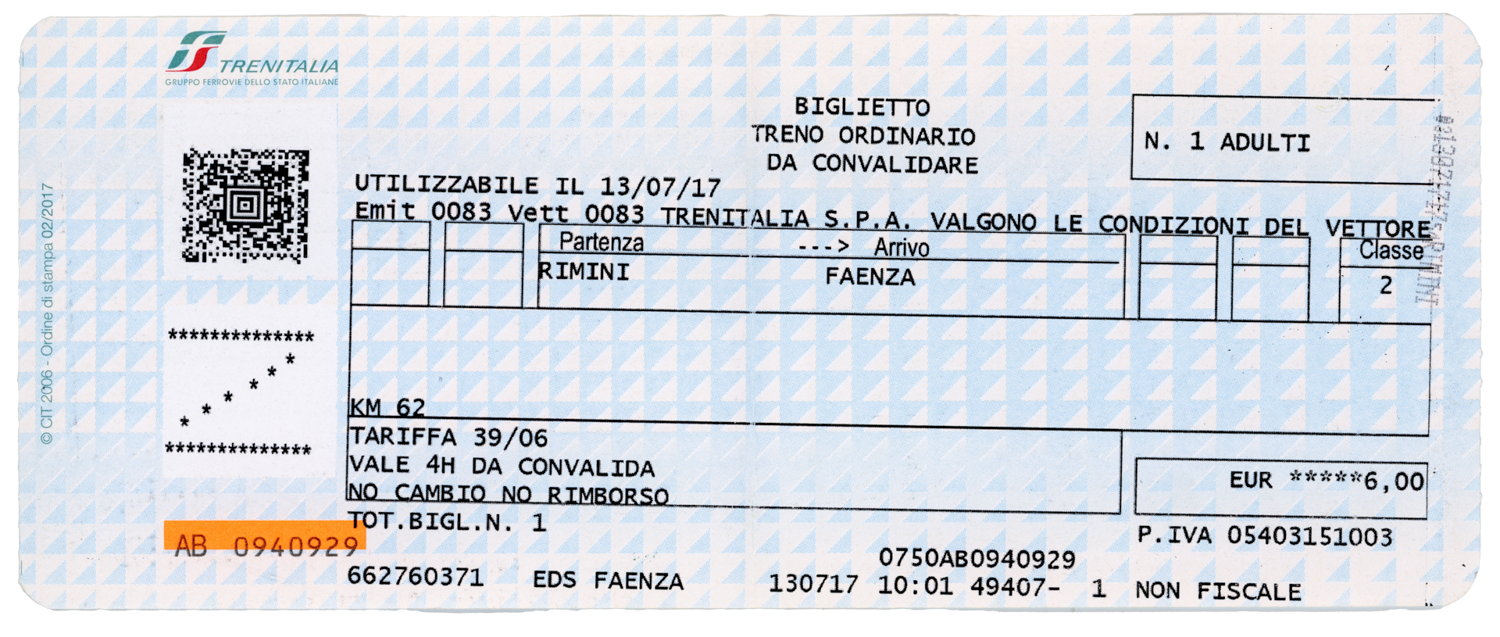 TRENITALIA
GRUPPO FERROVIE DELLO STATO ITALIANE
BIGLIETTO
TRENO ORDINARIO
DA CONVALIDARE
N. 1 ADULTI
UTILIZZABILE IL 13/07/17
Emit 0083 Vett 0083 TRENITALIA S.P.A. VALGONO LE CONDIZIONI DEL VETTORE
Partenza ---> Arrivo Classe
RIMINI FAENZA 2
© CIT 2006 - Ordine di stampa 02/2017
**************
*
*
*
*
*
*
**************
KM 62
TARIFFA 39/06
VALE 4H DA CONVALIDA
NO CAMBIO NO RIMBORSO
EUR *****6,00
TOT.BIGL.N. 1
P.IVA 05403151003
AB 0940929
0750AB0940929
662760371 EDS FAENZA 130717 10:01 49407- 1 NON FISCALE